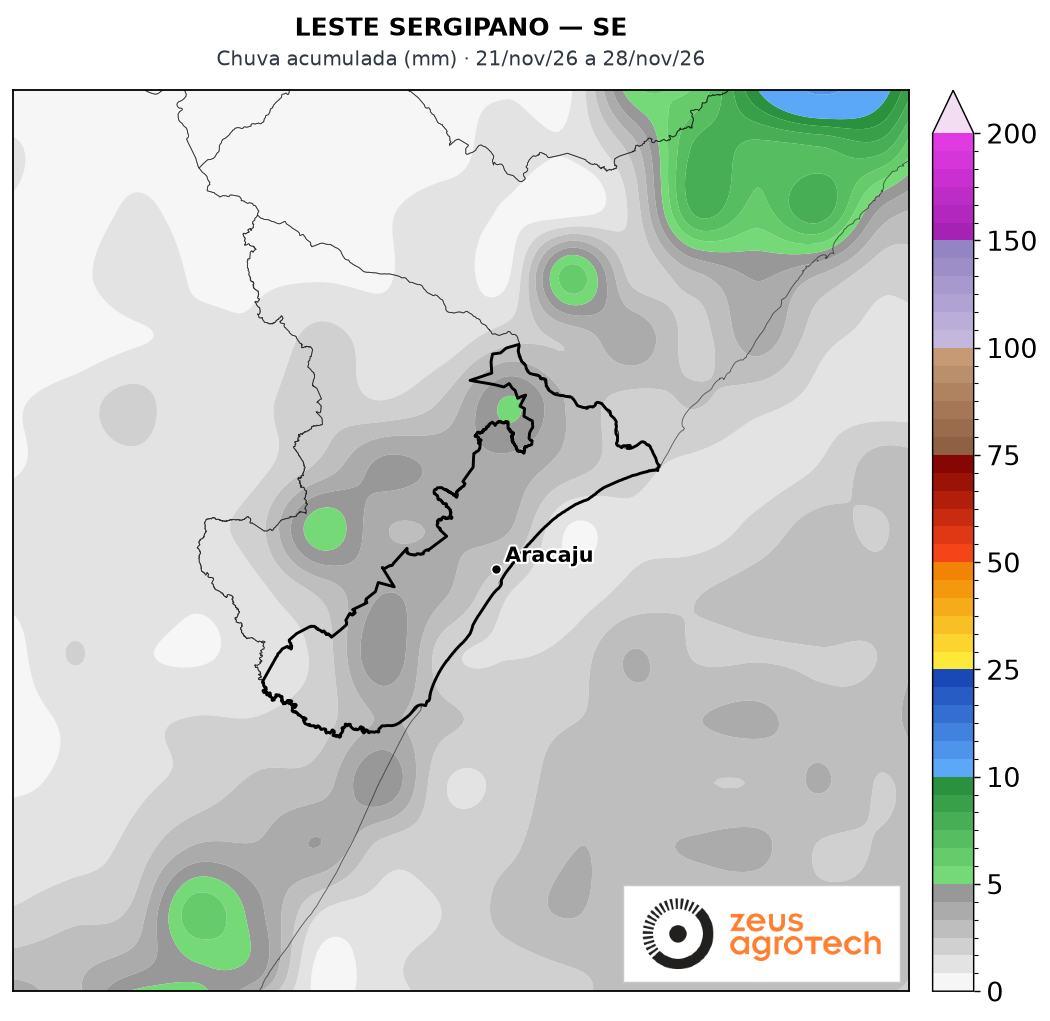 LESTE SERGIPANO — SE
Chuva acumulada (mm) · 21/nov/26 a 28/nov/26
200
150
100
75
50
25
10
5
0
Aracaju
zeus
agrotech